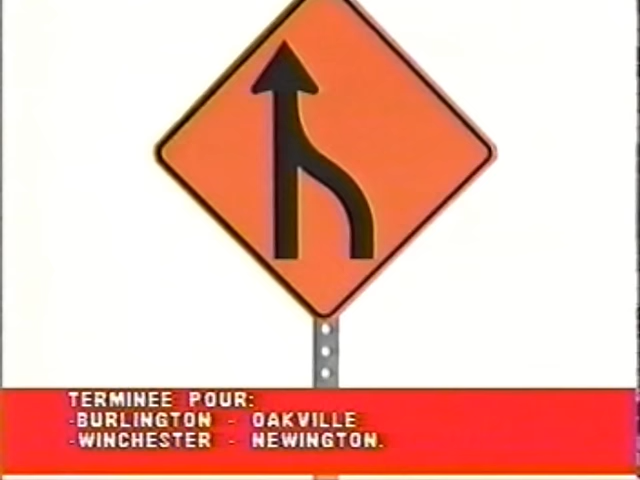 TERMINEE POUR:
-BURLINGTON - OAKVILLE
-WINCHESTER - NEWINGTON.